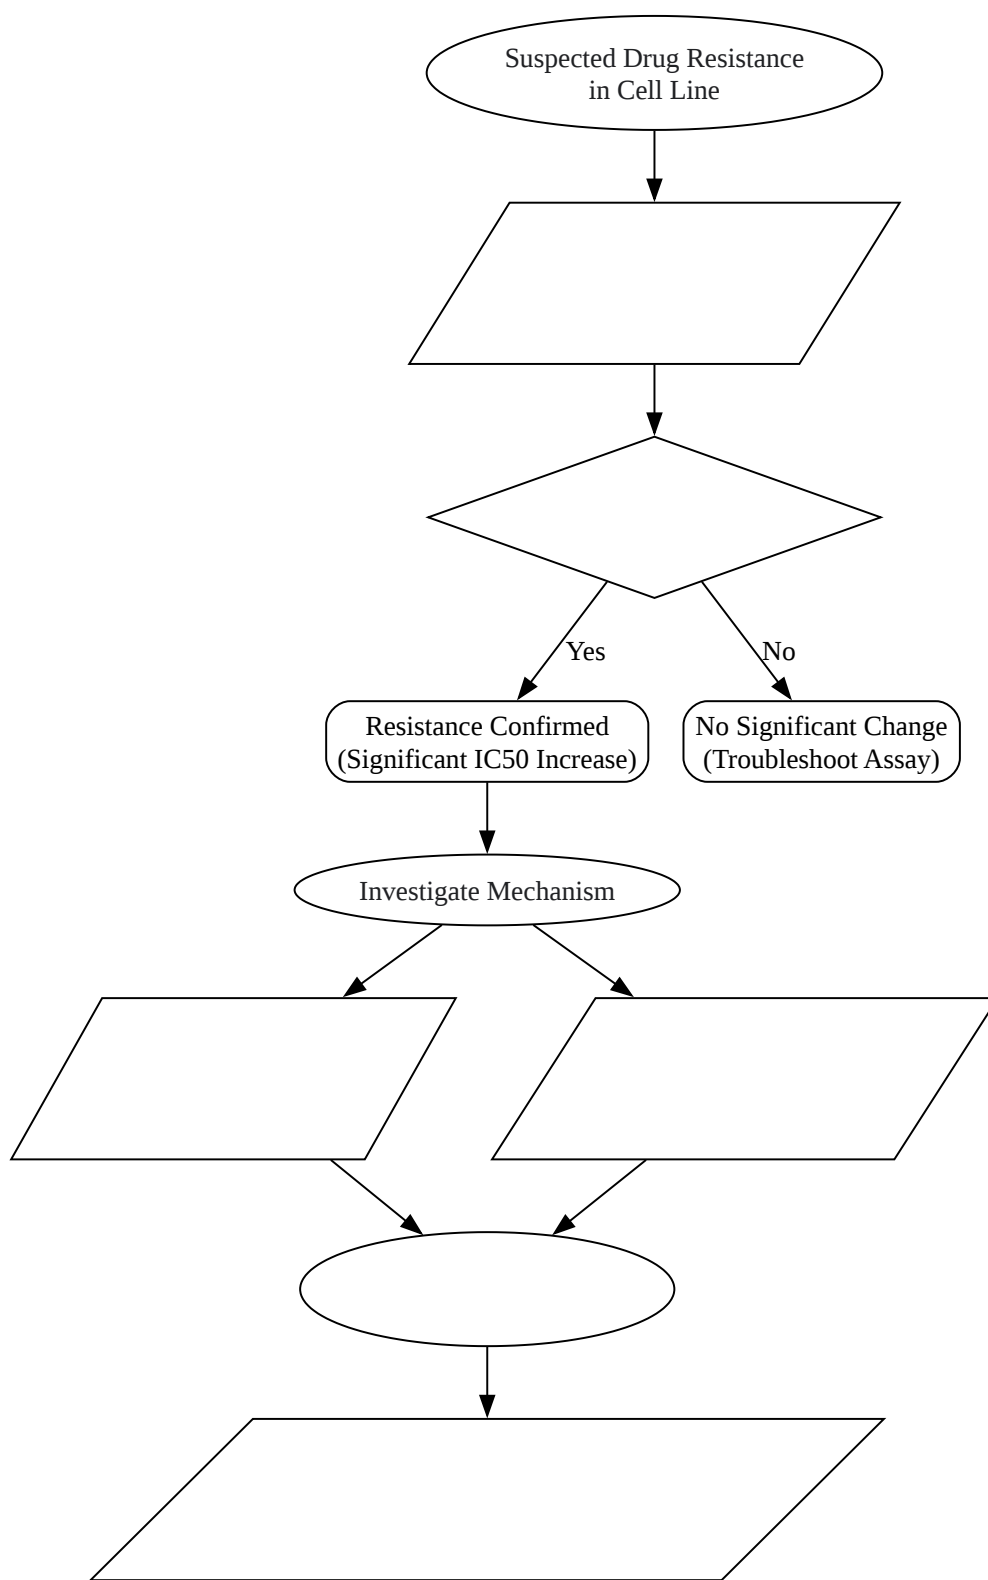 Suspected Drug Resistance
in Cell Line
Yes
No
Resistance Confirmed
(Significant IC50 Increase)
No Significant Change
(Troubleshoot Assay)
Investigate Mechanism